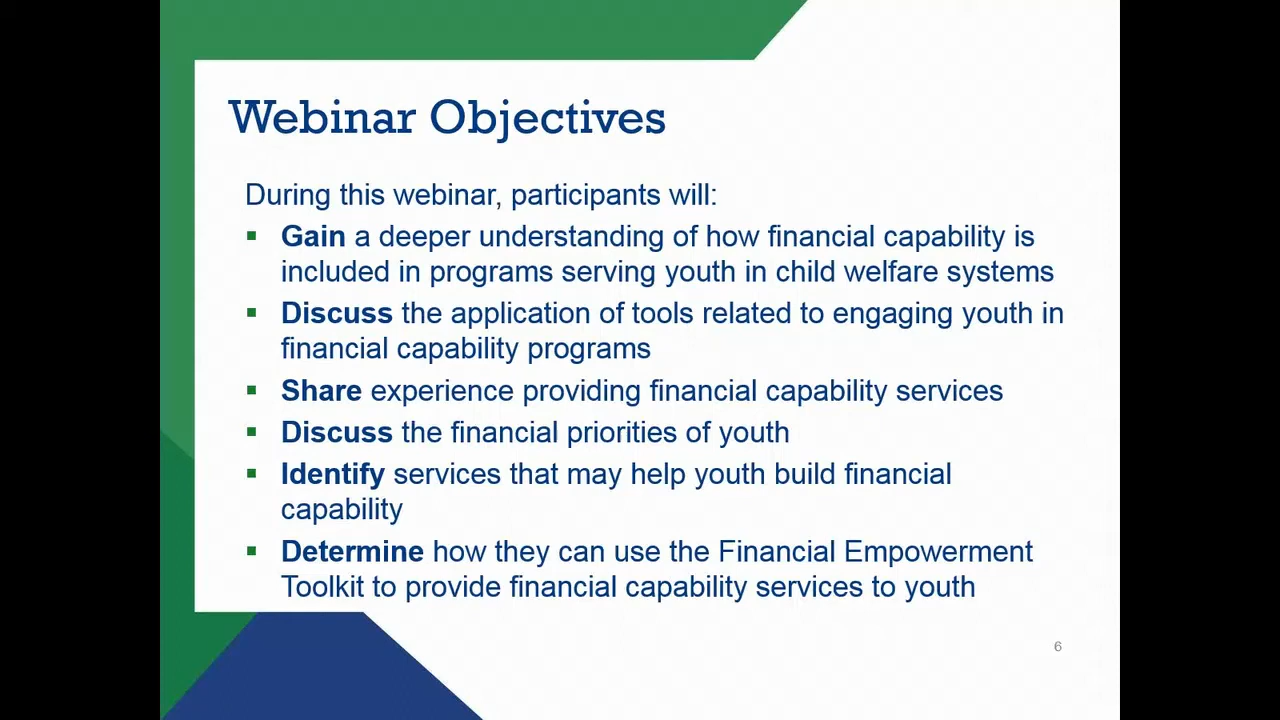 Webinar Objectives
During this webinar, participants will:
▪ Gain a deeper understanding of how financial capability is
included in programs serving youth in child welfare systems
▪ Discuss the application of tools related to engaging youth in
financial capability programs
▪ Share experience providing financial capability services
▪ Discuss the financial priorities of youth
▪ Identify services that may help youth build financial
capability
▪ Determine how they can use the Financial Empowerment
Toolkit to provide financial capability services to youth
6